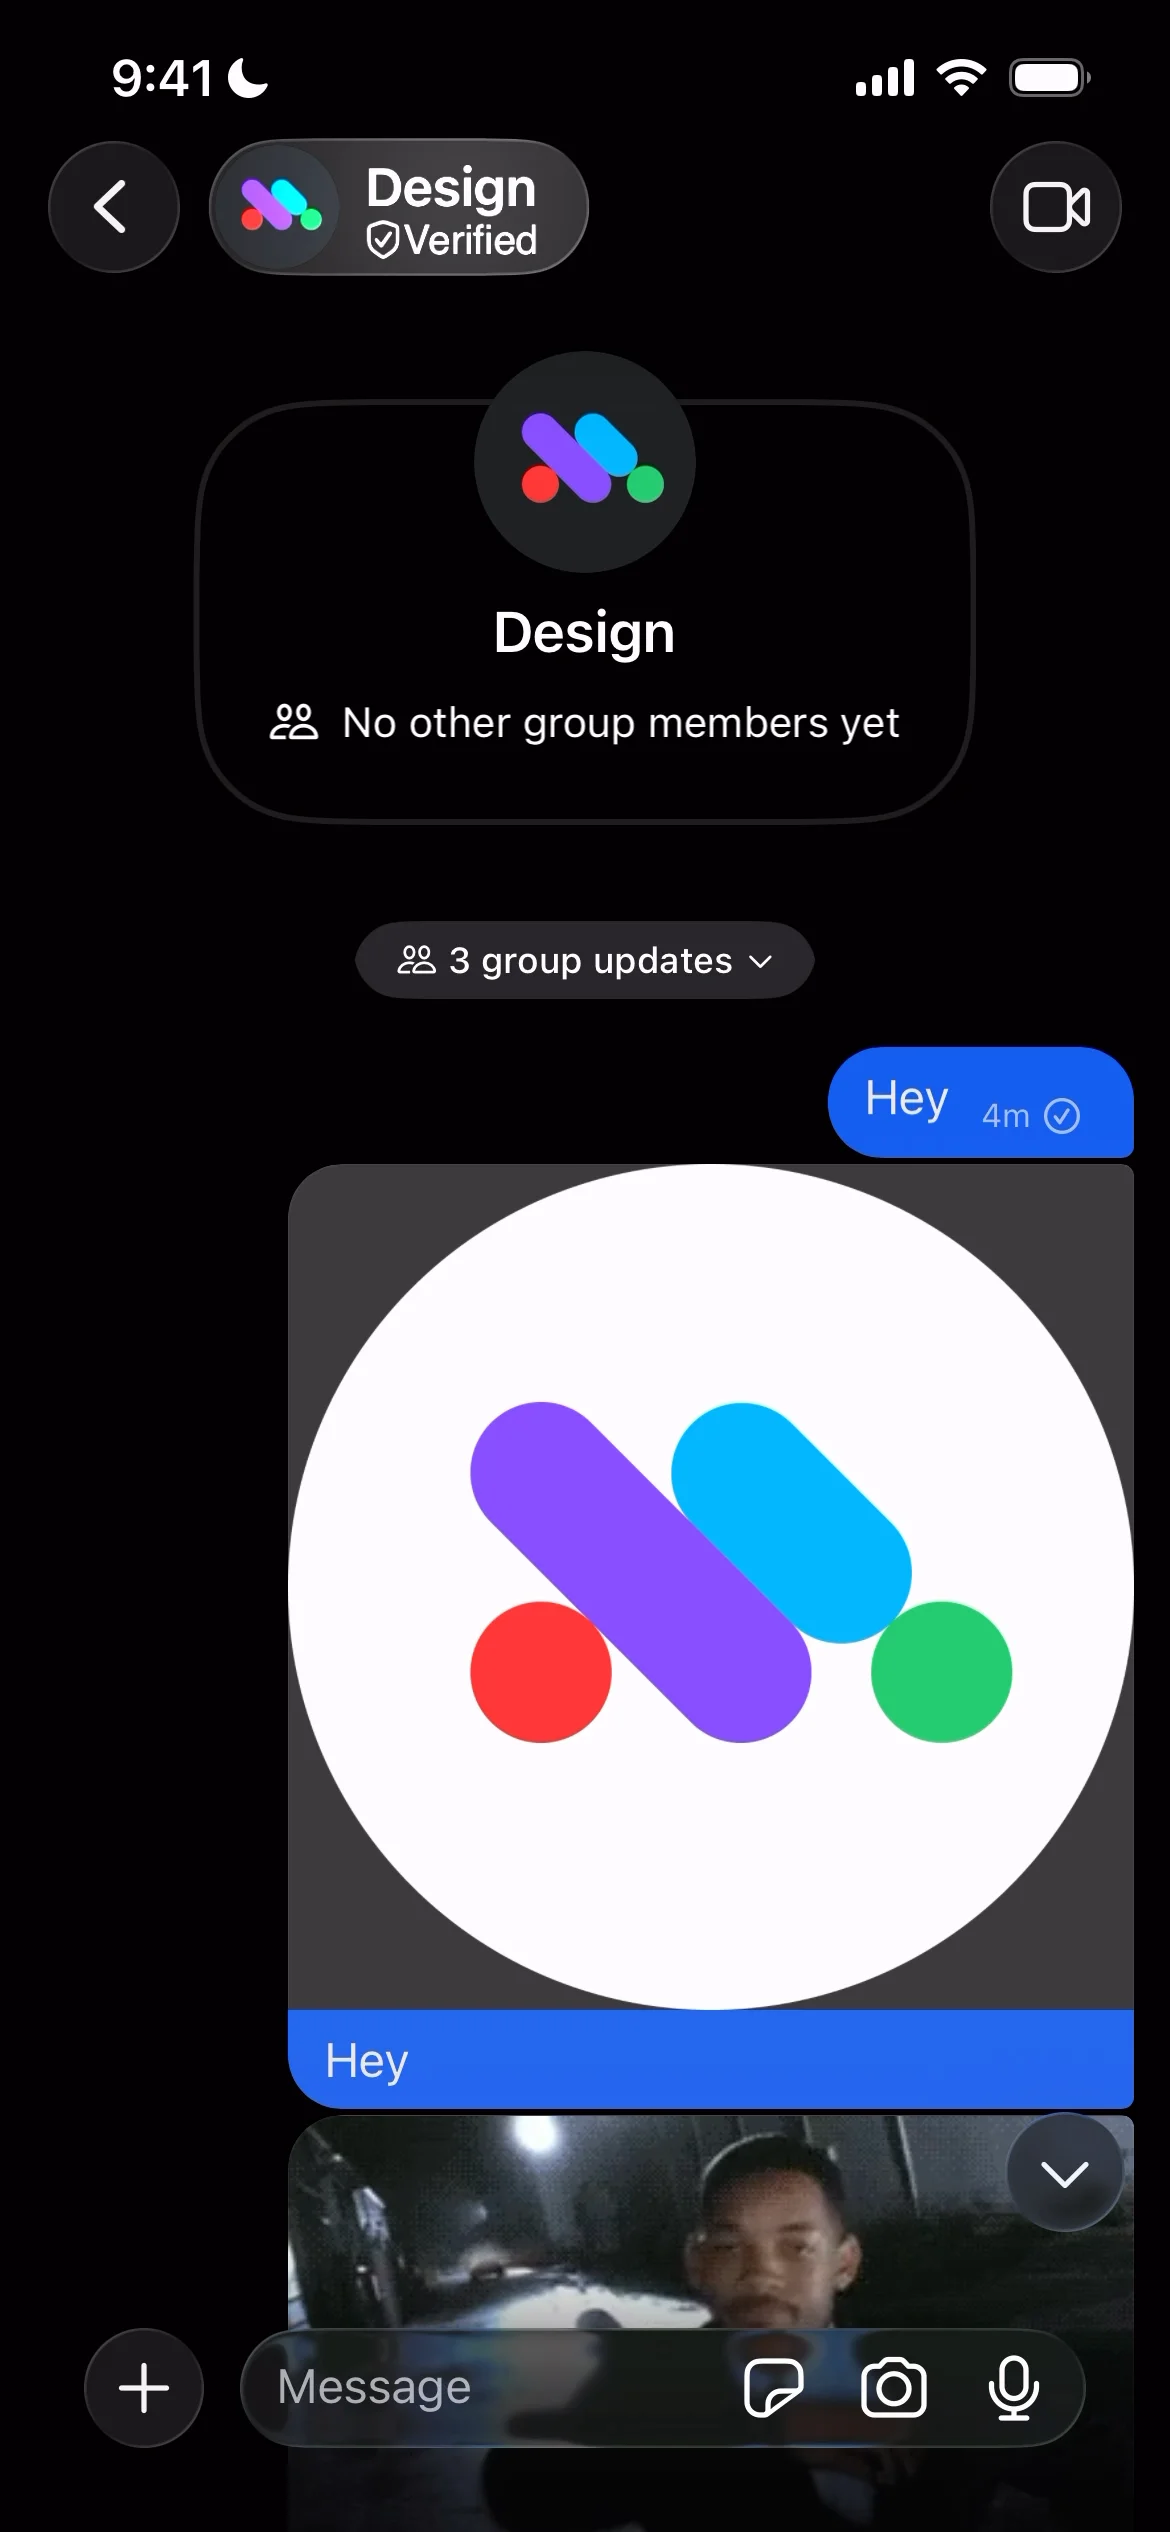 9:41
Design
Verified
Design
No other group members yet
3 group updates
Hey 4m
Hey
Message